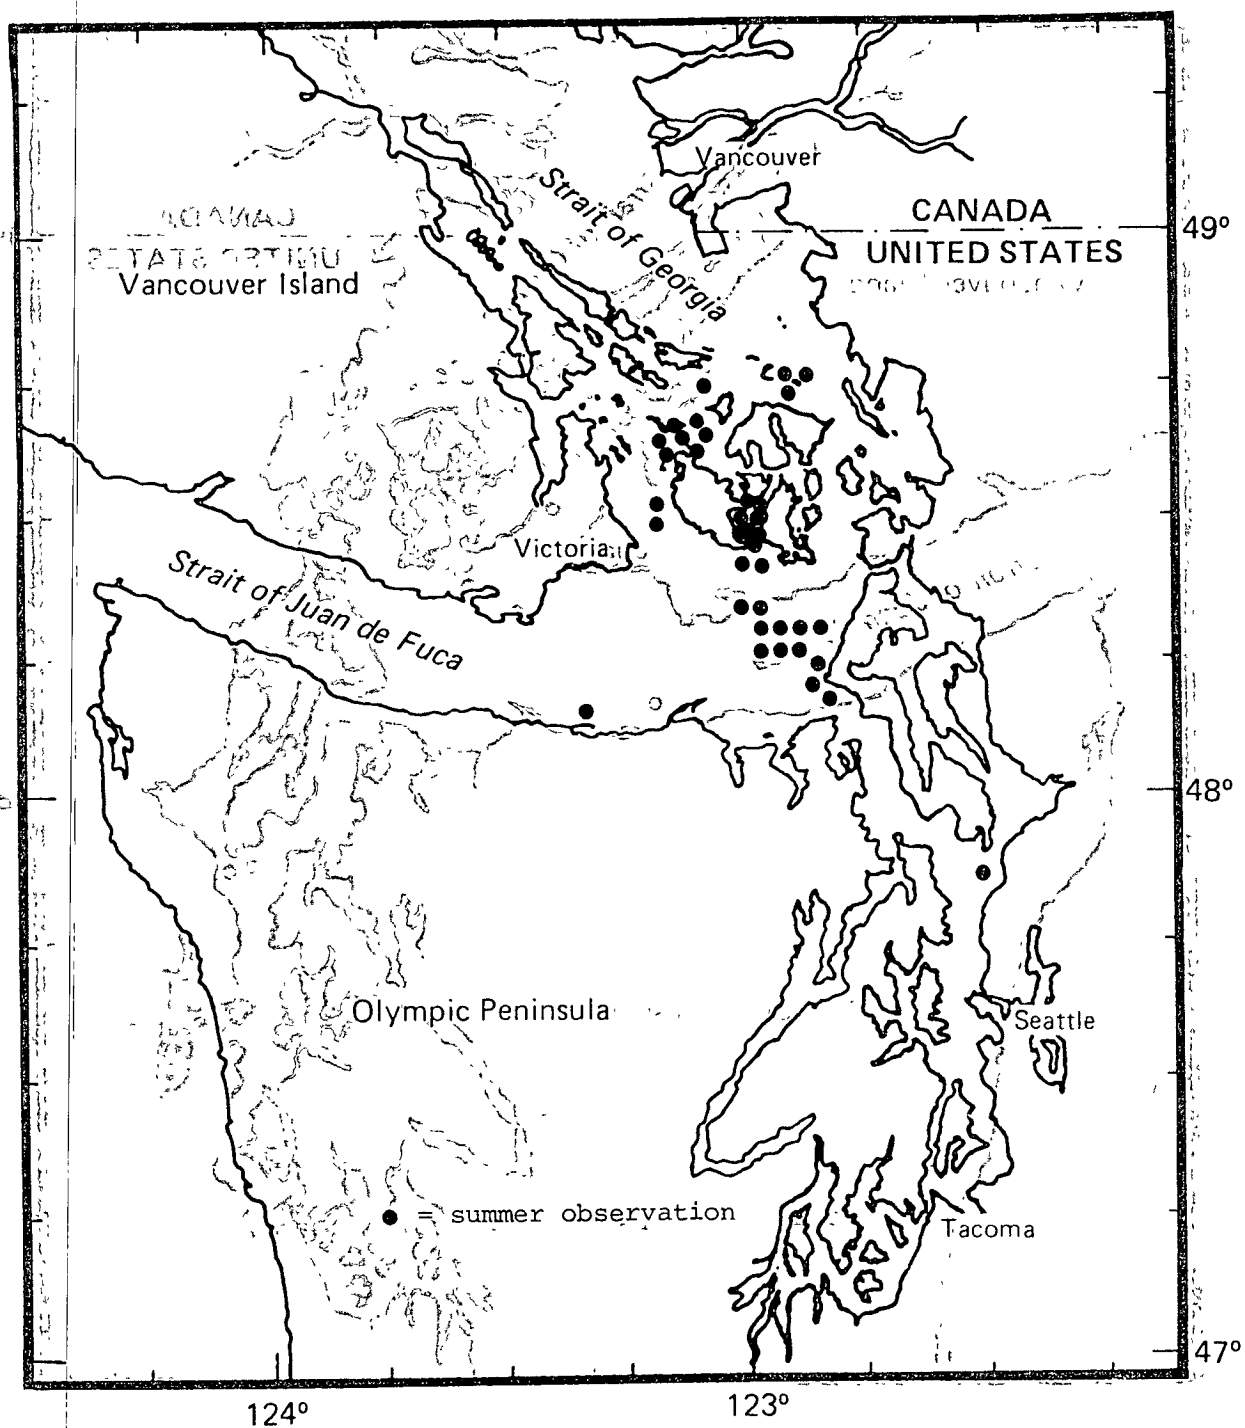 Vancouver
Strait of Georgia
CANADA
49°
UNITED STATES
Vancouver Island
Victoria
Strait of Juan de Fuca
48°
Olympic Peninsula
Seattle
= summer observation
Tacoma
47°
124°
123°